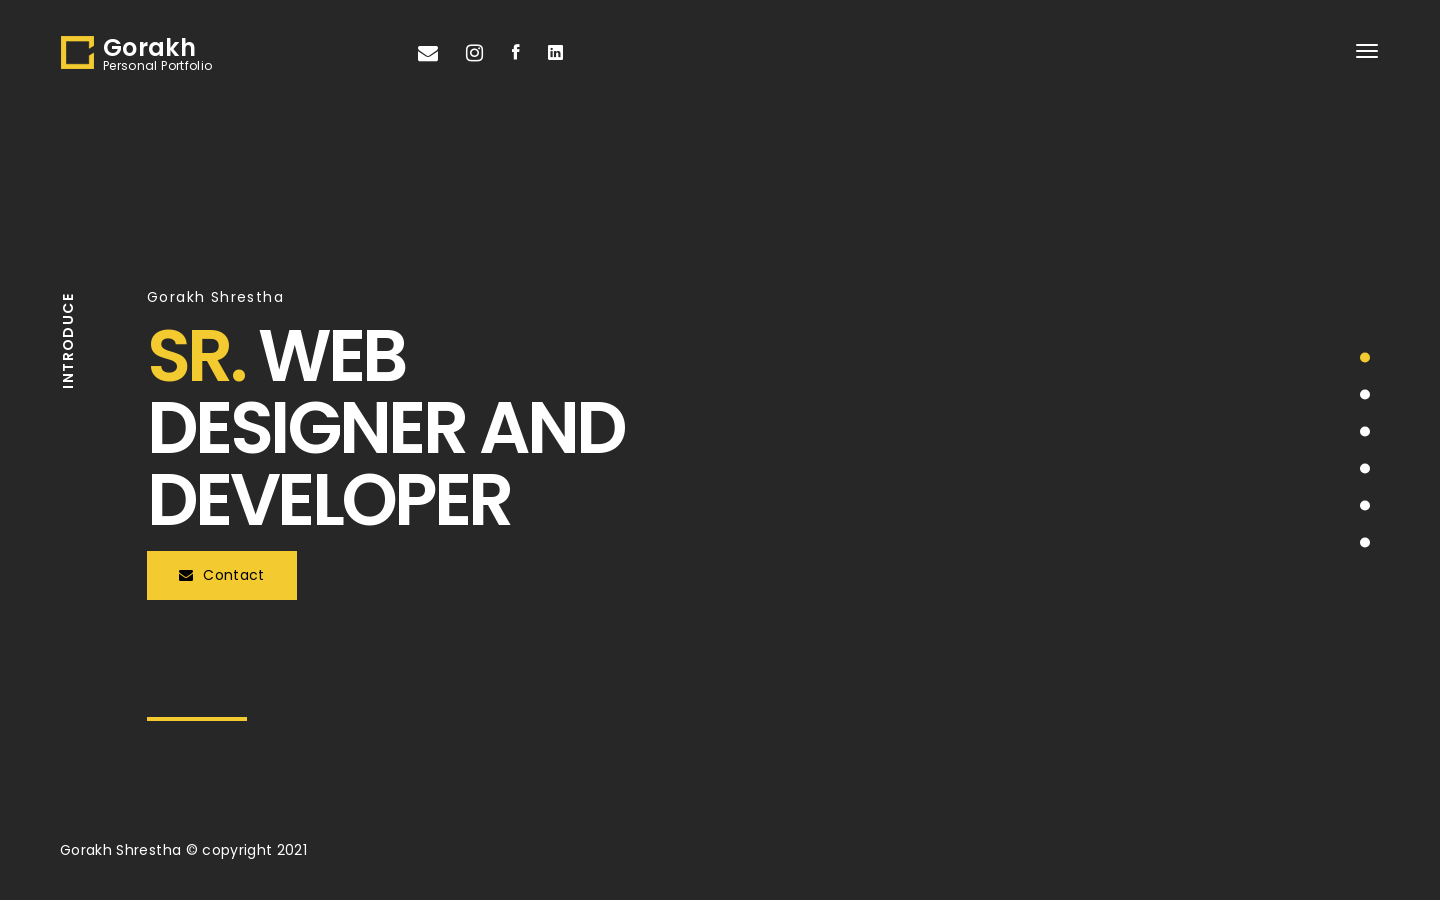 Gorakh
Personal Portfolio
INTRODUCE
Gorakh Shrestha
SR. WEB
DESIGNER AND
DEVELOPER
Contact
Gorakh Shrestha © copyright 2021